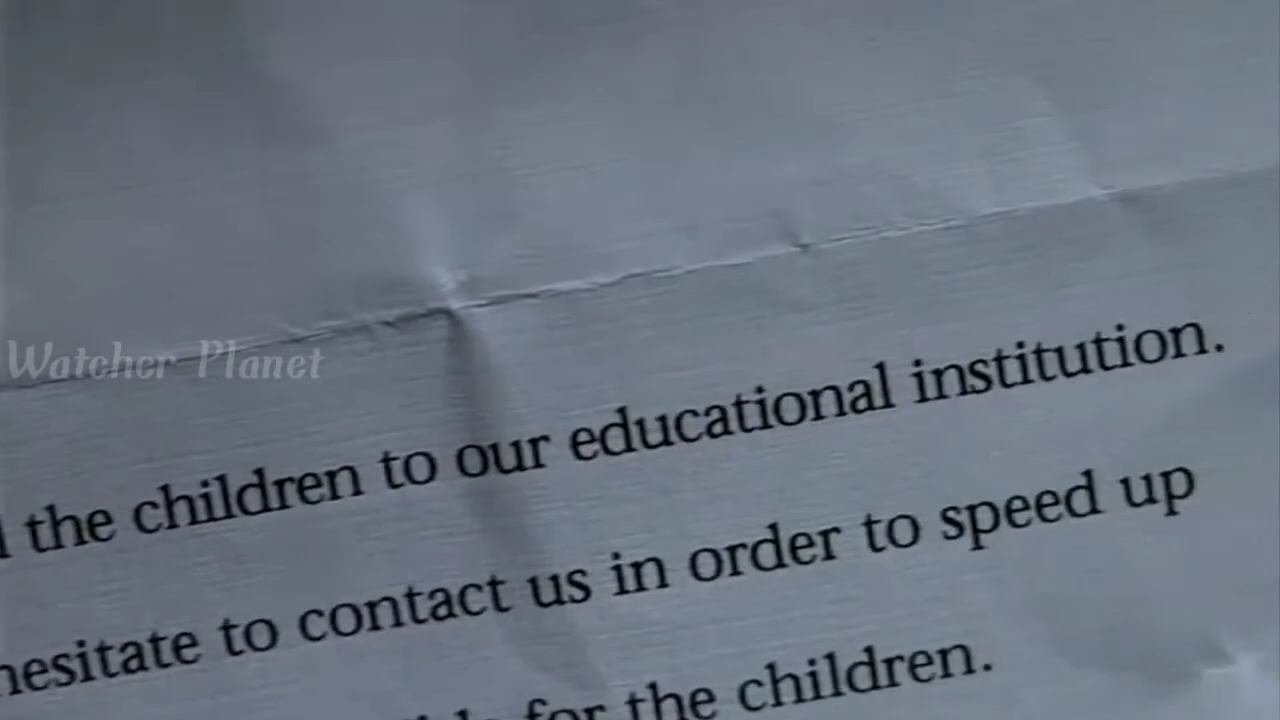 Watcher Planet
the children to our educational institution.
hesitate to contact us in order to speed up
for the children.